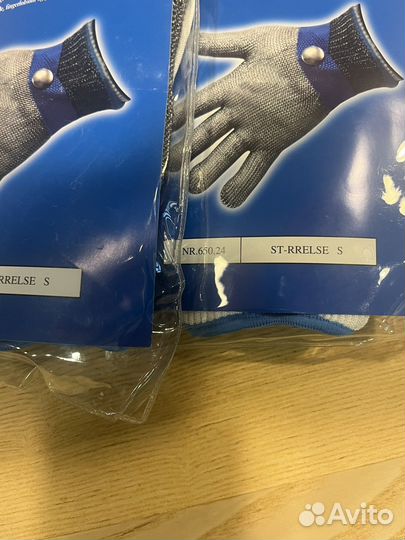 RRELSE S
NR.650.24
ST-RRELSE S
Avito